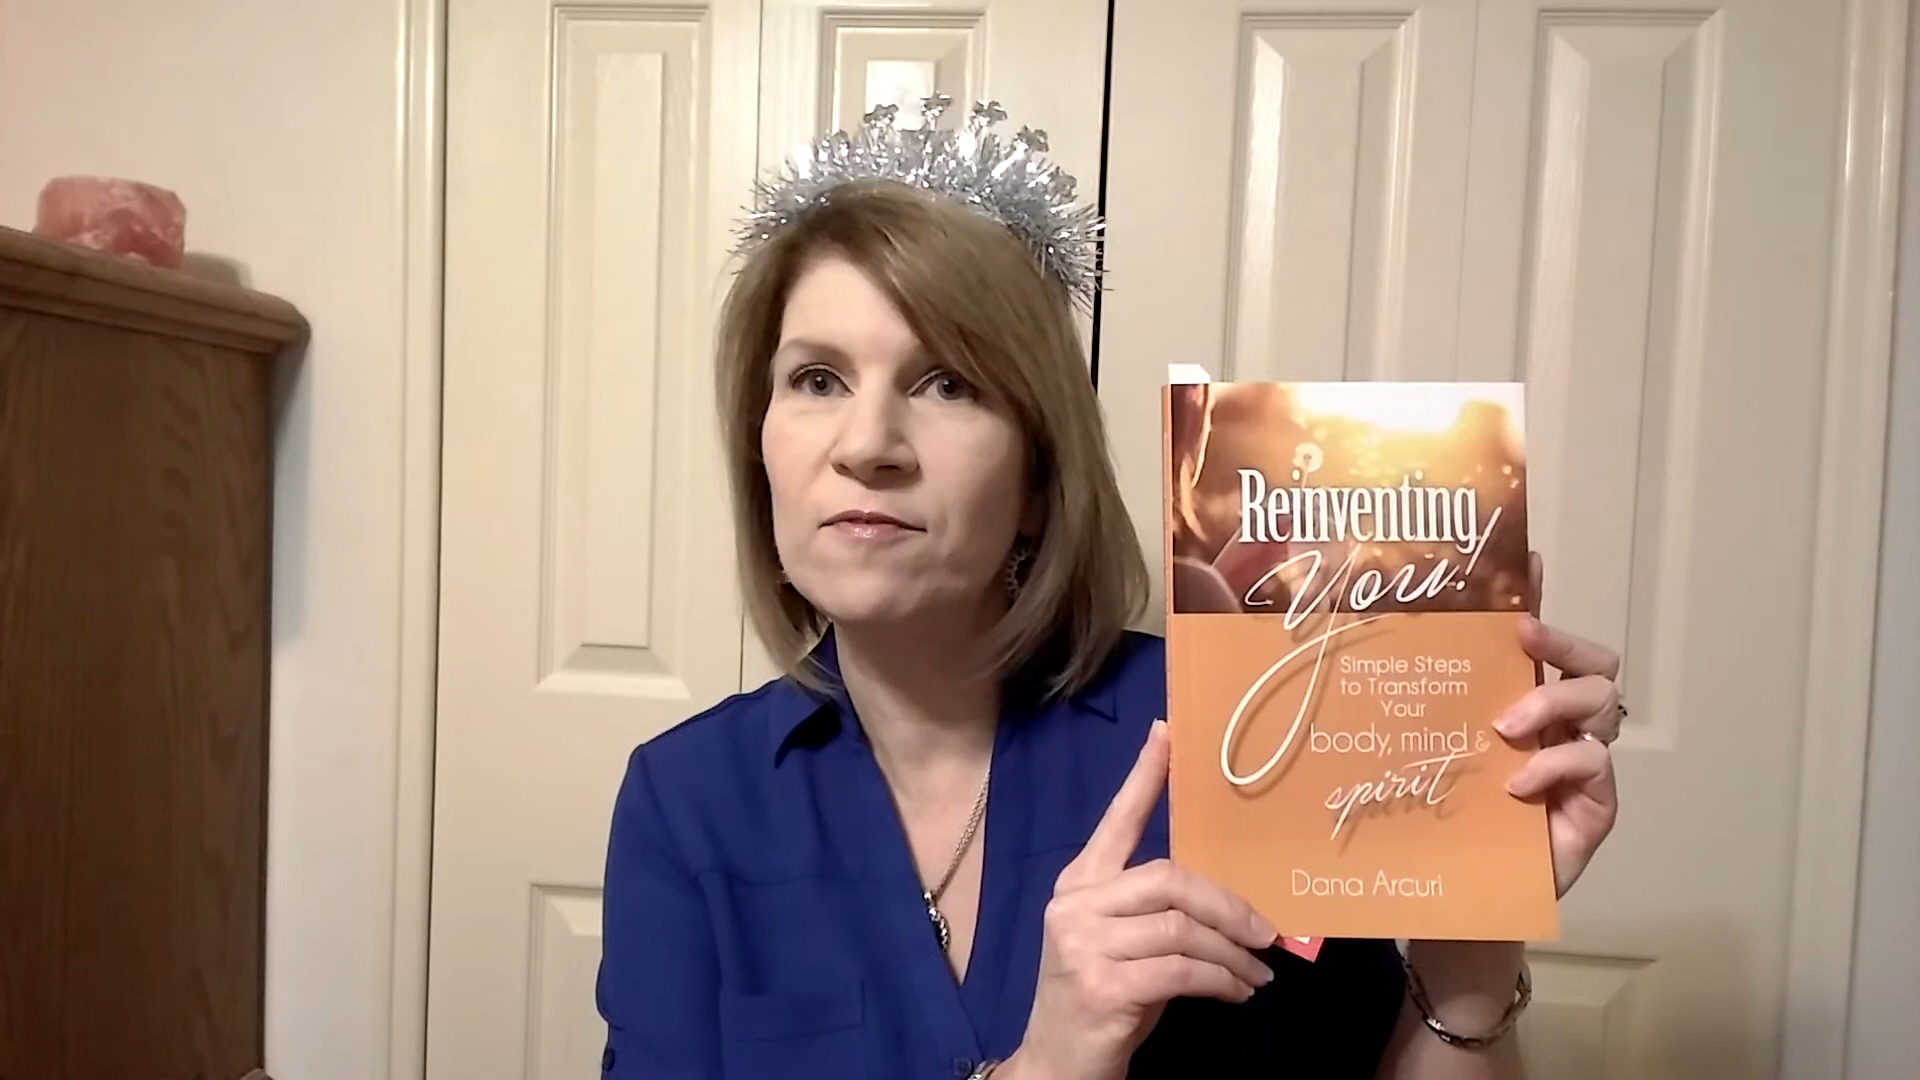 Reinventing
You!
Simple Steps
to Transform
Your
body, mind &
spirit
Dana Arcuri